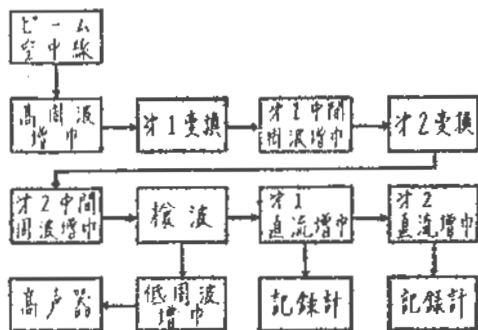 ビーム
空中線
高周波
増巾
才1変換
才1中間
周波増巾
才2変換
才2中間
周波増巾
検波
才1
直流増巾
才2
直流増巾
高声器
低周波
増巾
記録計
記録計